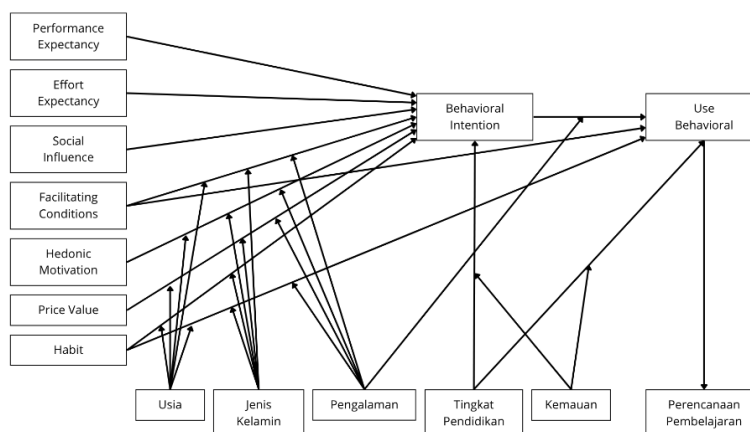 Performance
Expectancy
Effort
Expectancy
Social
Influence
Facilitating
Conditions
Hedonic
Motivation
Price Value
Habit
Behavioral
Intention
Use
Behavioral
Usia
Jenis
Kelamin
Pengalaman
Tingkat
Pendidikan
Kemauan
Perencanaan
Pembelajaran